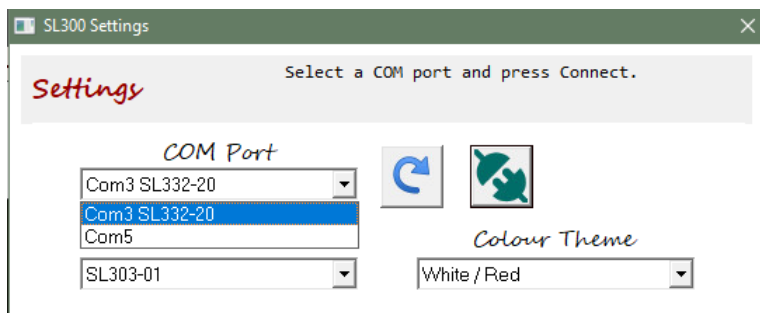 SL300 Settings
Settings
Select a COM port and press Connect.
COM Port
Com3 SL332-20
Com3 SL332-20
Com5
Colour Theme
SL303-01
White / Red